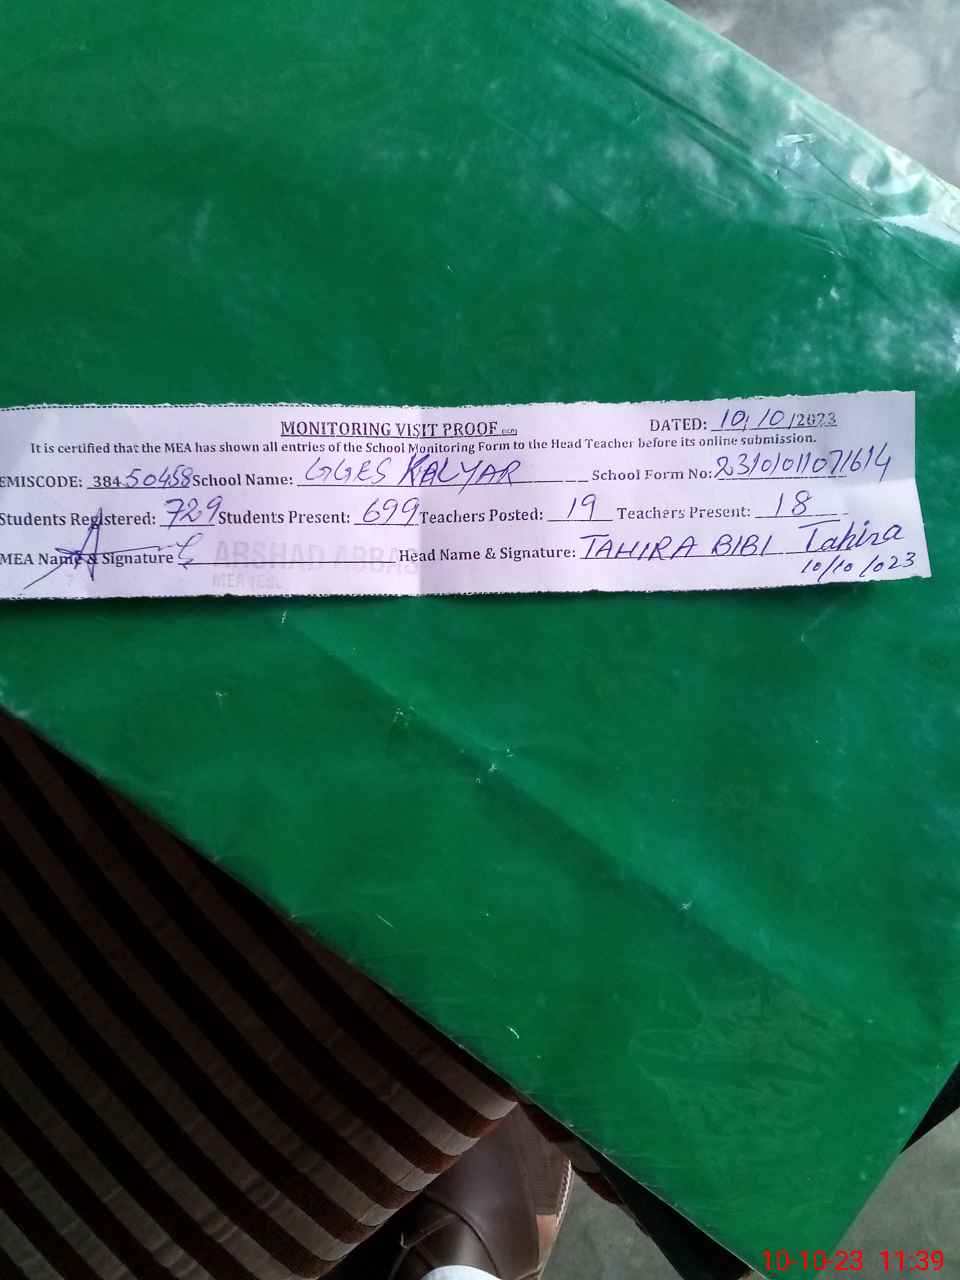 MONITORING VISIT PROOF DATED: 10/10/2023
It is certified that the MEA has shown all entries of the School Monitoring Form to the Head Teacher before its online submission.
EMISCODE: 38450458 School Name: GGES KALYAR School Form No: 23101011071614
Students Registered: 729 Students Present: 699 Teachers Posted: 19 Teachers Present: 18
MEA Name & Signature ARSHAD ABBAS Head Name & Signature: TAHIRA BIBI Tahira
10/10/023
10-10-23 11:39